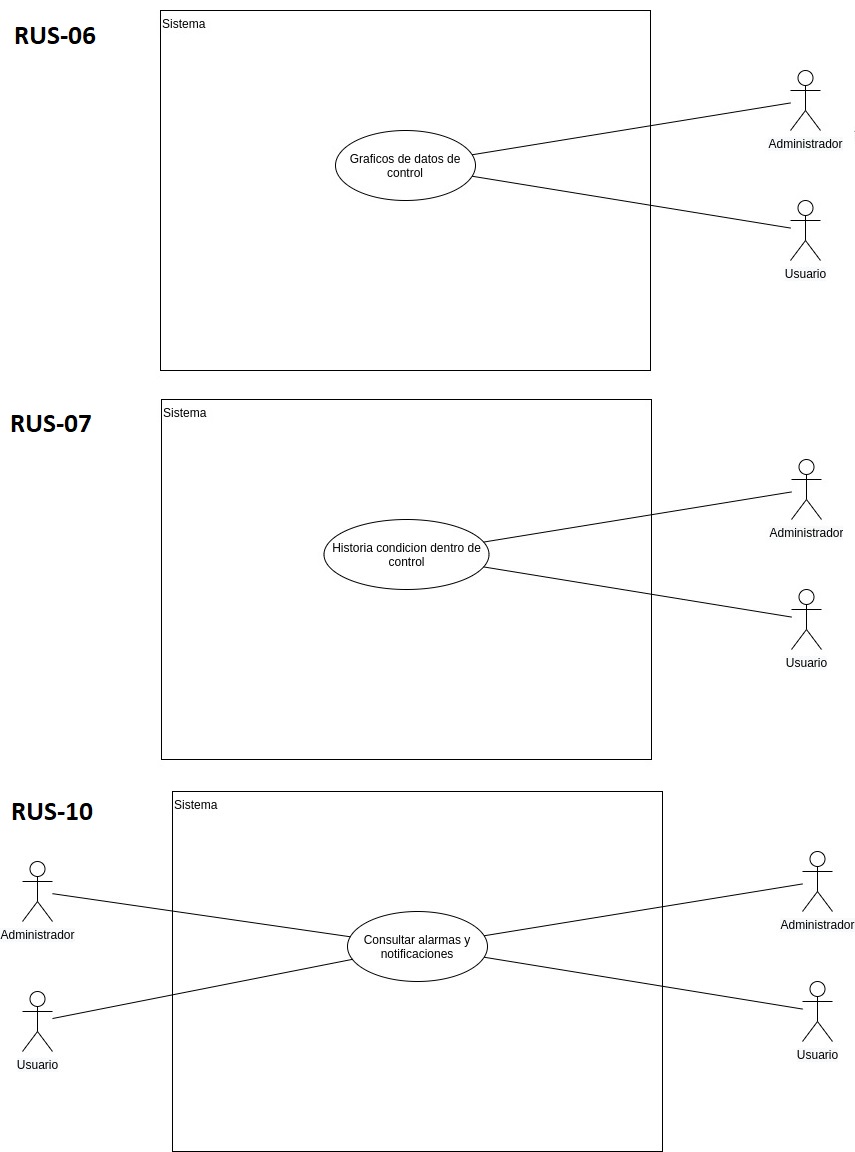 RUS-06
Sistema
Graficos de datos de
control
Administrador
Usuario
RUS-07
Sistema
Historia condicion dentro de
control
Administrador
Usuario
RUS-10
Sistema
Administrador
Usuario
Consultar alarmas y
notificaciones
Administrador
Usuario